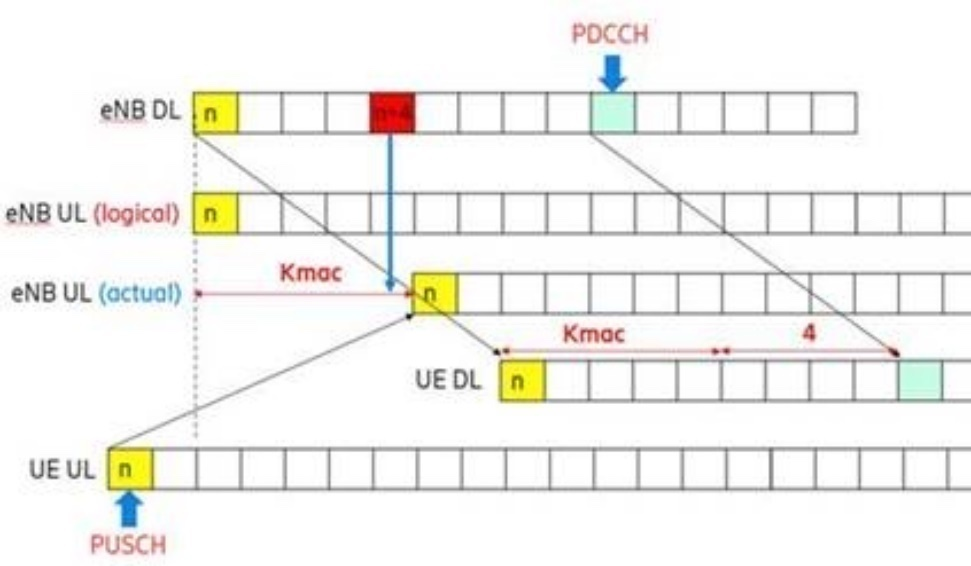 PDCCH
eNB DL n n+4
eNB UL (logical) n
Kmac
eNB UL (actual) n
Kmac 4
UE DL n
UE UL n
PUSCH